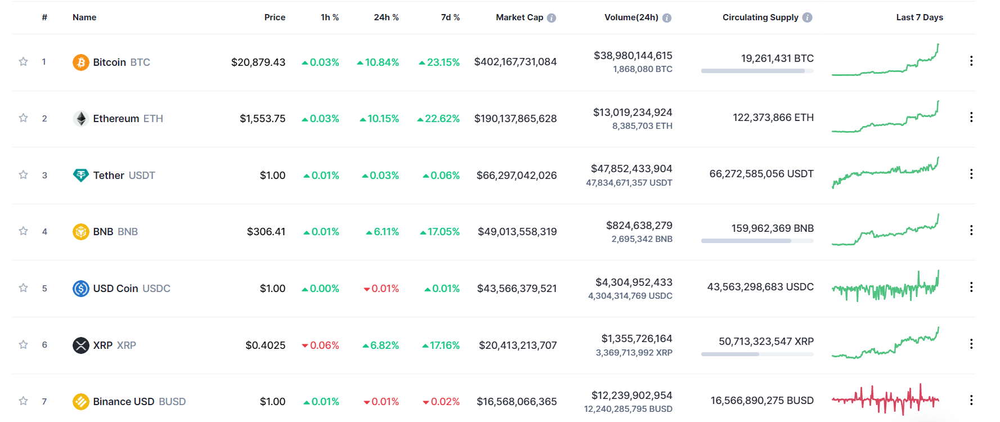 # Name Price 1h % 24h % 7d % Market Cap Volume(24h) Circulating Supply Last 7 Days
1 Bitcoin BTC $20,879.43 0.03% 10.84% 23.15% $402,167,731,084 $38,980,144,615 19,261,431 BTC
1,868,080 BTC
2 Ethereum ETH $1,553.75 0.03% 10.15% 22.62% $190,137,865,628 $13,019,234,924 122,373,866 ETH
8,385,703 ETH
3 Tether USDT $1.00 0.01% 0.03% 0.06% $66,297,042,026 $47,852,433,904 66,272,585,056 USDT
47,834,671,357 USDT
4 BNB BNB $306.41 0.01% 6.11% 17.05% $49,013,558,319 $824,638,279 159,962,369 BNB
2,695,342 BNB
5 USD Coin USDC $1.00 0.00% 0.01% 0.01% $43,566,379,521 $4,304,952,433 43,563,298,683 USDC
4,304,314,769 USDC
6 XRP XRP $0.4025 0.06% 6.82% 17.16% $20,413,213,707 $1,355,726,164 50,713,323,547 XRP
3,369,713,992 XRP
7 Binance USD BUSD $1.00 0.01% 0.01% 0.02% $16,568,066,365 $12,239,902,954 16,566,890,275 BUSD
12,240,285,795 BUSD